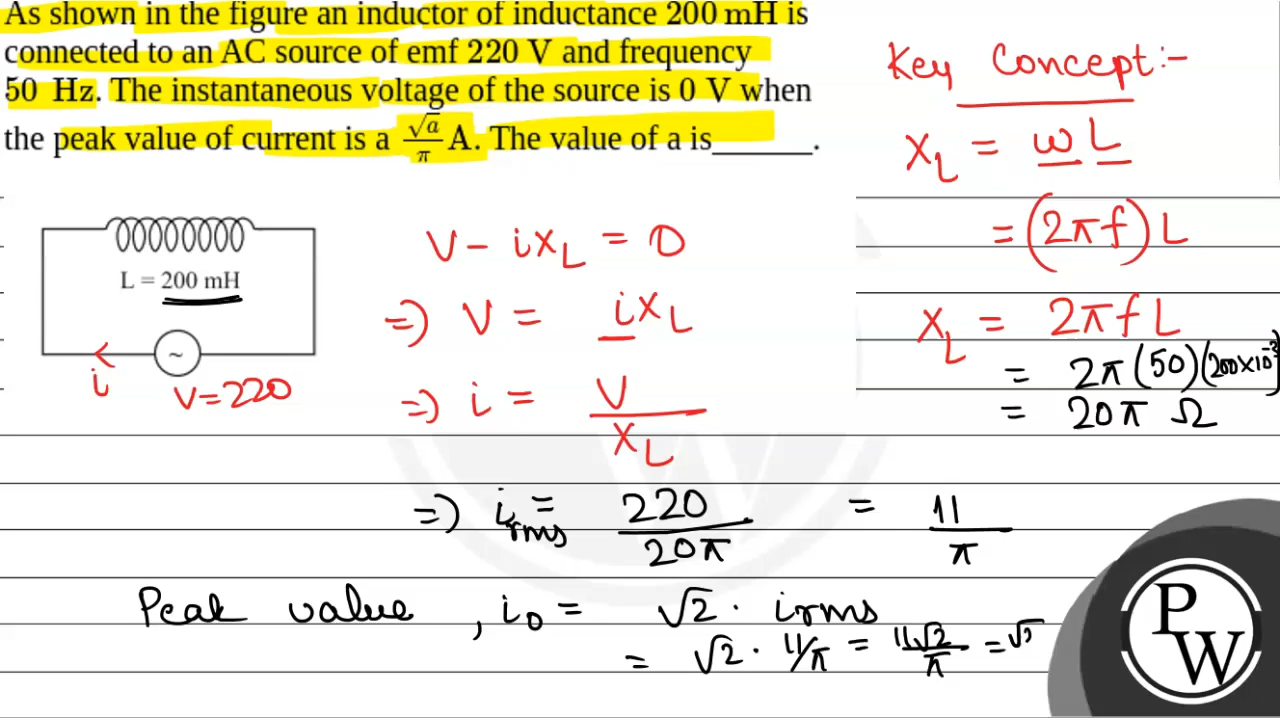 As shown in the figure an inductor of inductance 200 mH is
connected to an AC source of emf 220 V and frequency
50 Hz. The instantaneous voltage of the source is 0 V when
the peak value of current is a √a/π A. The value of a is______.
Key Concept:-
X_L = ωL
= (2πf)L
X_L = 2πfL
= 2π(50)(200×10⁻³)
= 20π Ω
L = 200 mH
i
V=220
V - iX_L = 0
=) V = iX_L
=) i = V/X_L
=) i_rms = 220/20π = 11/π
Peak value, i₀ = √2 · i_rms
= √2 · 11/π = 11√2/π =
P
W